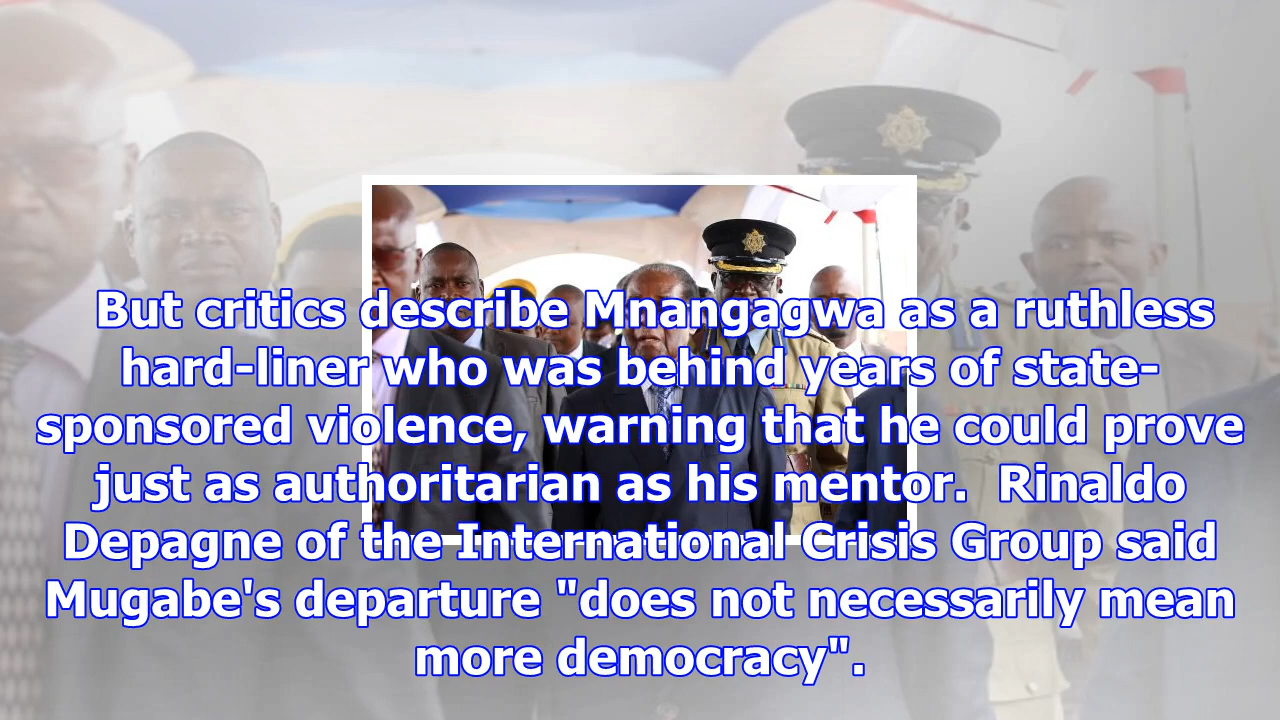 But critics describe Mnangagwa as a ruthless
hard-liner who was behind years of state-
sponsored violence, warning that he could prove
just as authoritarian as his mentor.  Rinaldo
Depagne of the International Crisis Group said
Mugabe's departure "does not necessarily mean
more democracy".